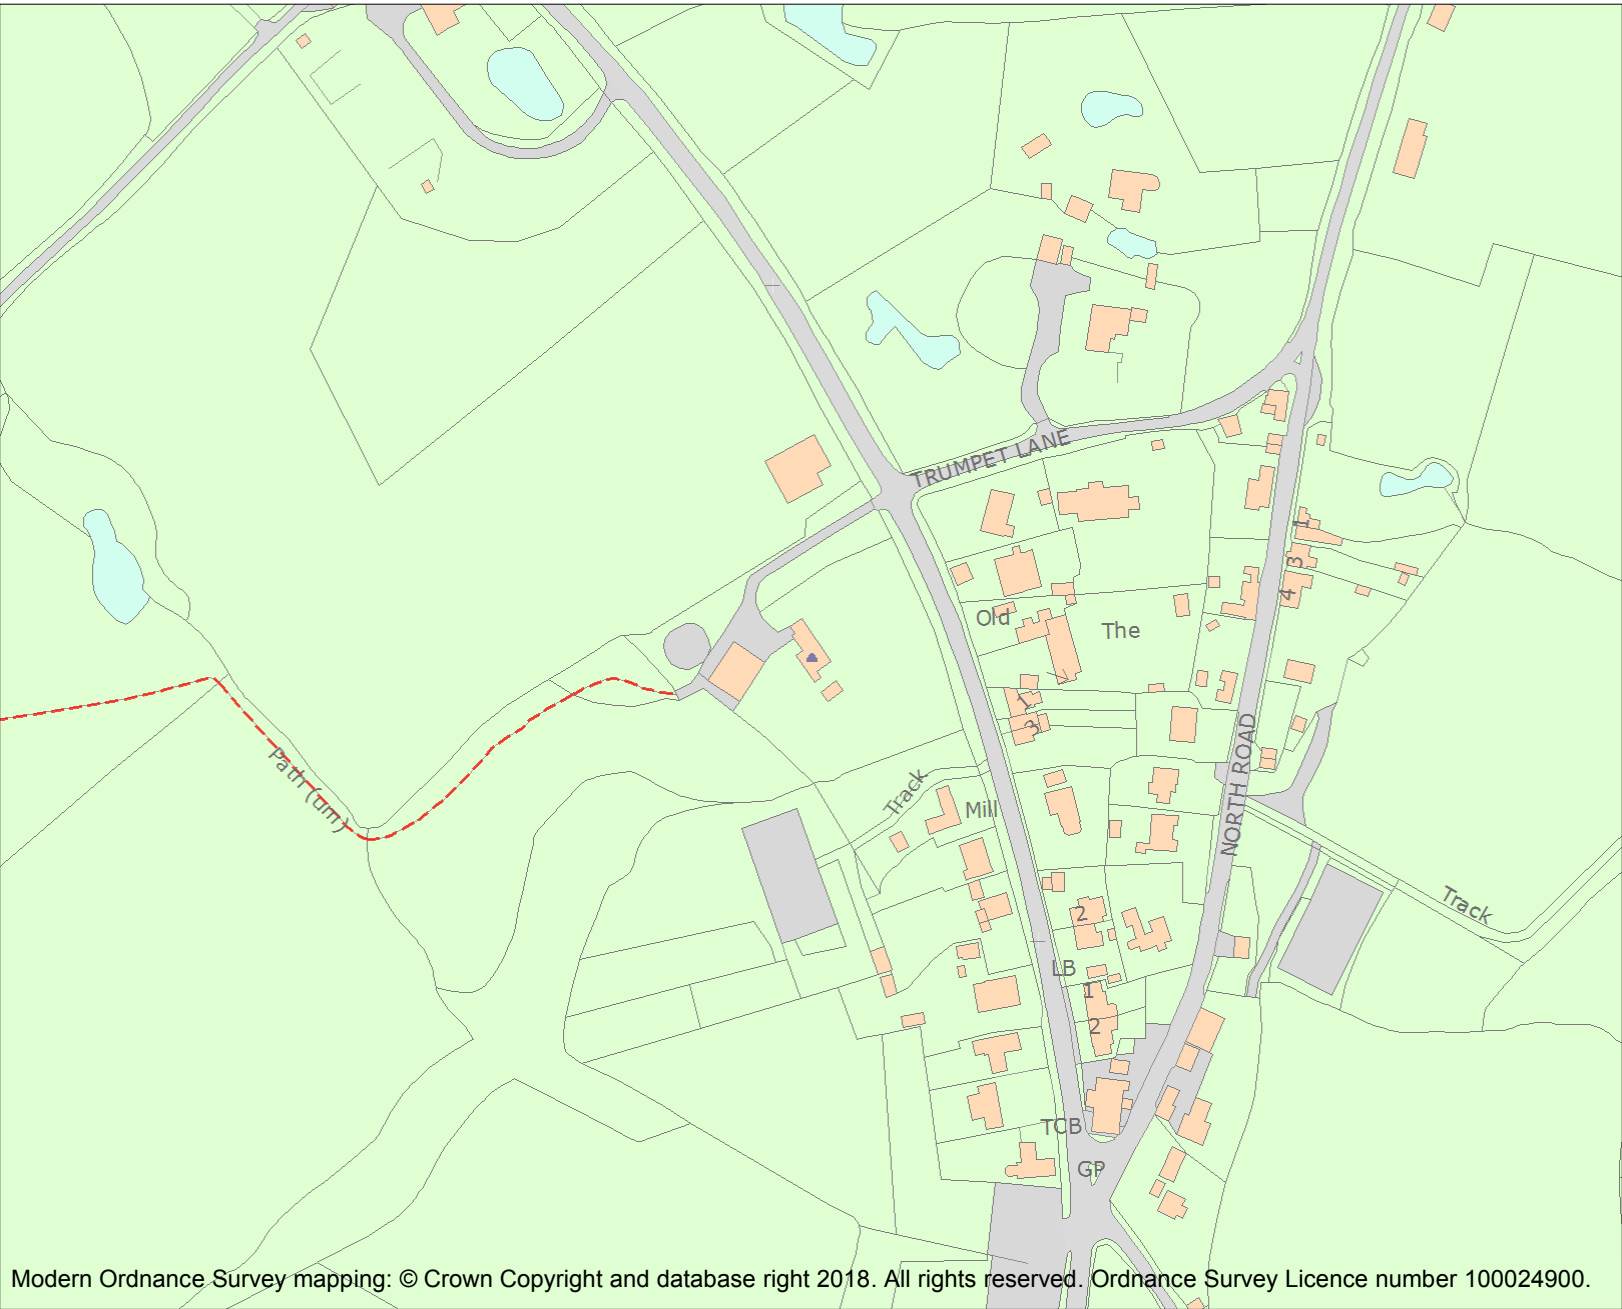 TRUMPET LANE
1
3
4
Old
The
1
3
NORTH ROAD
Path (um)
Track
Mill
Track
2
LB
1
2
TCB
GP
Modern Ordnance Survey mapping: © Crown Copyright and database right 2018. All rights reserved. Ordnance Survey Licence number 100024900.